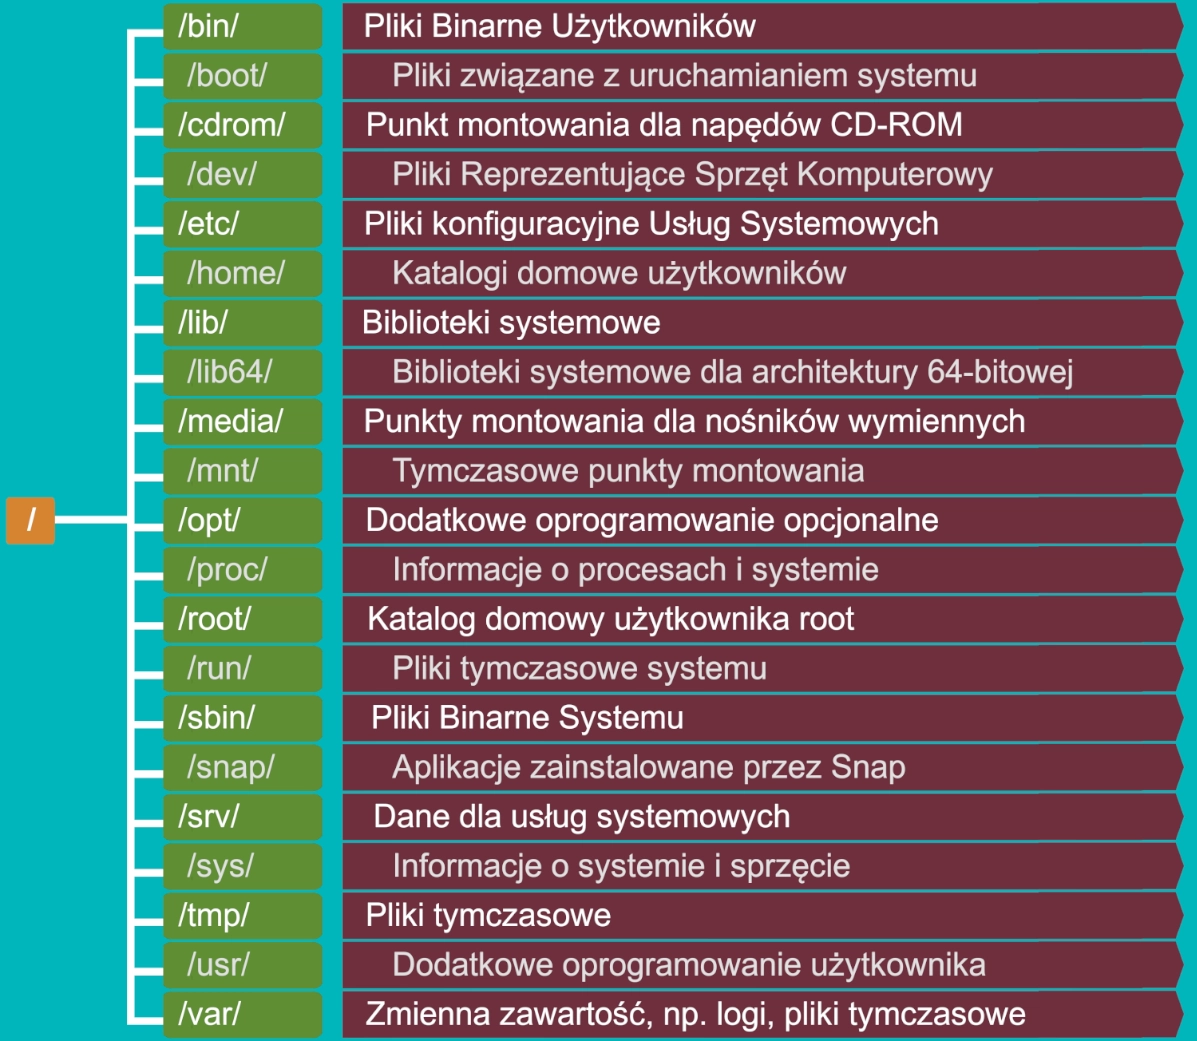 /bin/ Pliki Binarne Użytkowników
/boot/ Pliki związane z uruchamianiem systemu
/cdrom/ Punkt montowania dla napędów CD-ROM
/dev/ Pliki Reprezentujące Sprzęt Komputerowy
/etc/ Pliki konfiguracyjne Usług Systemowych
/home/ Katalogi domowe użytkowników
/lib/ Biblioteki systemowe
/lib64/ Biblioteki systemowe dla architektury 64-bitowej
/media/ Punkty montowania dla nośników wymiennych
/mnt/ Tymczasowe punkty montowania
/
/opt/ Dodatkowe oprogramowanie opcjonalne
/proc/ Informacje o procesach i systemie
/root/ Katalog domowy użytkownika root
/run/ Pliki tymczasowe systemu
/sbin/ Pliki Binarne Systemu
/snap/ Aplikacje zainstalowane przez Snap
/srv/ Dane dla usług systemowych
/sys/ Informacje o systemie i sprzęcie
/tmp/ Pliki tymczasowe
/usr/ Dodatkowe oprogramowanie użytkownika
/var/ Zmienna zawartość, np. logi, pliki tymczasowe